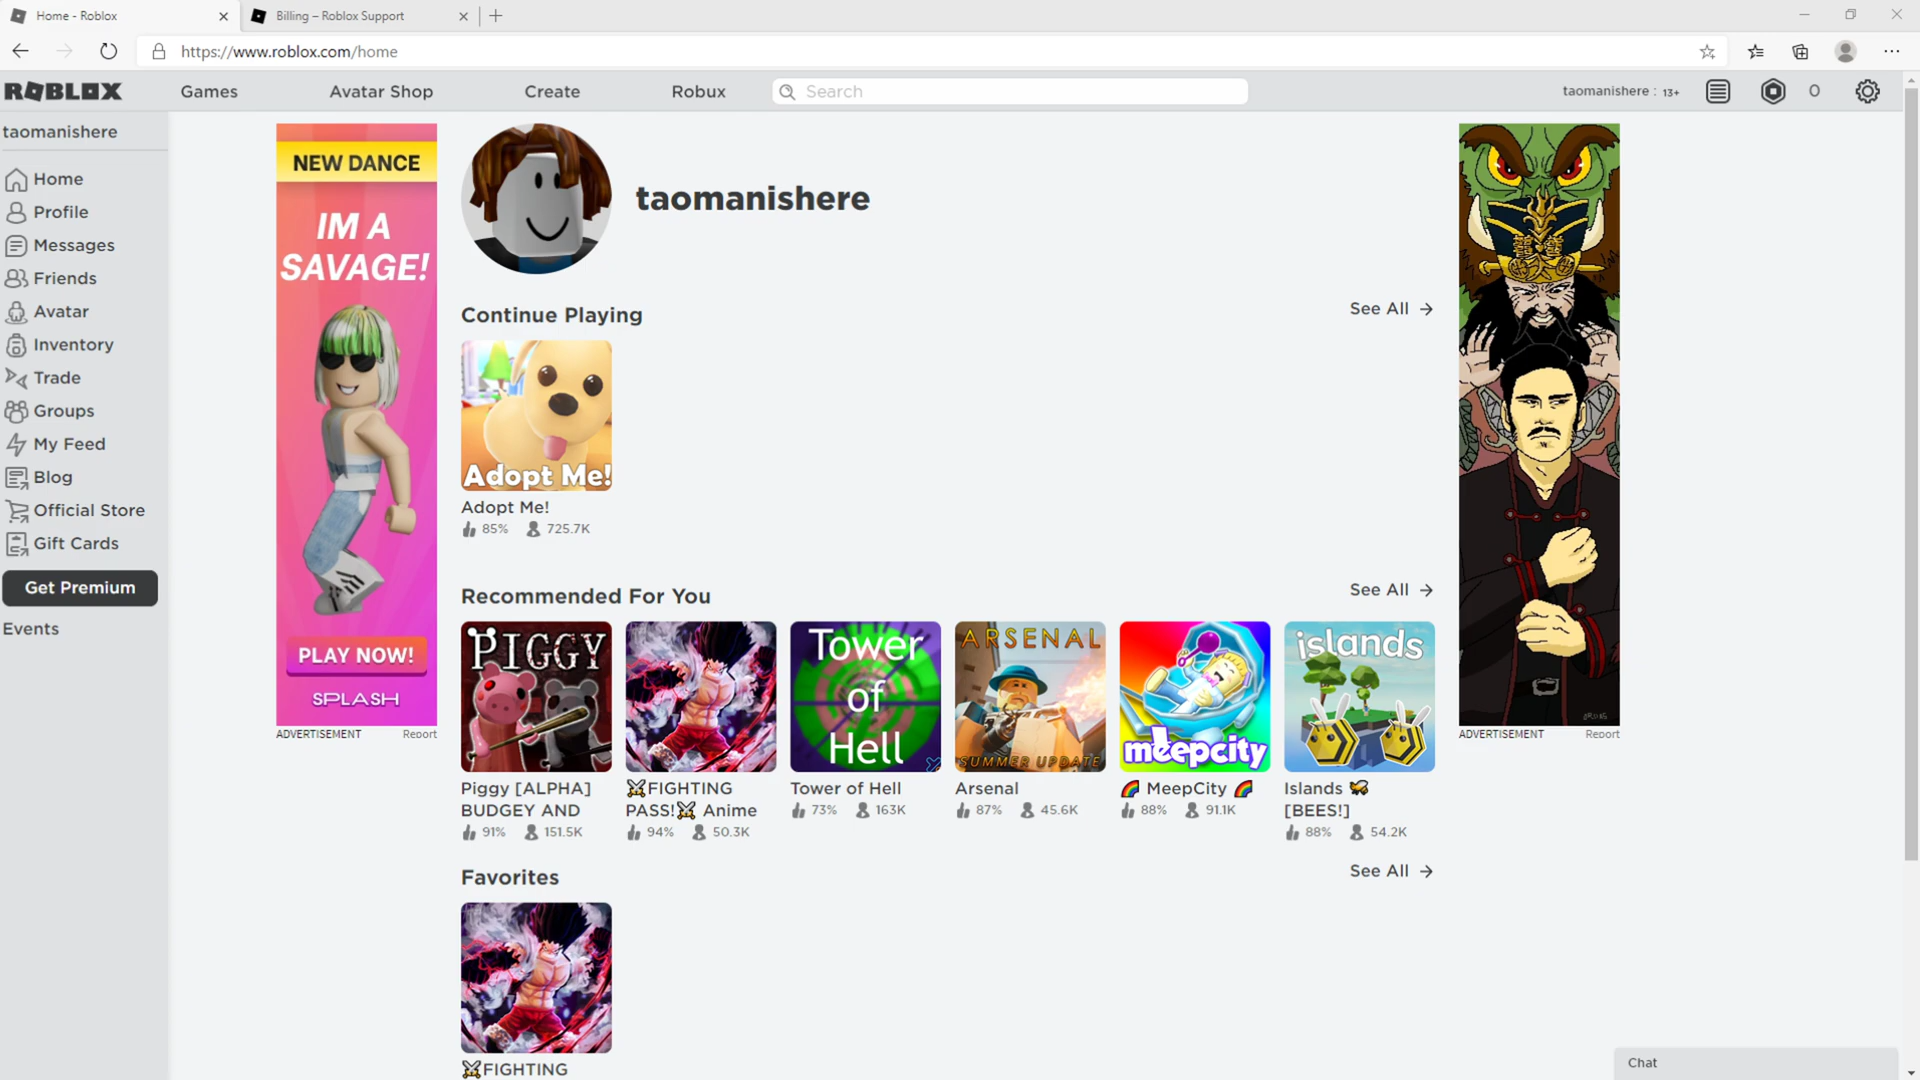 Home - Roblox
Billing – Roblox Support
https://www.roblox.com/home
ROBLOX
Games
Avatar Shop
Create
Robux
Search
taomanishere : 13+
0
taomanishere
Home
Profile
Messages
Friends
Avatar
Inventory
Trade
Groups
My Feed
Blog
Official Store
Gift Cards
Get Premium
Events
NEW DANCE
IM A
SAVAGE!
PLAY NOW!
SPLASH
ADVERTISEMENT
Report
taomanishere
Continue Playing
See All
Adopt Me!
Adopt Me!
85% 725.7K
Recommended For You
See All
PIGGY
Tower
of
Hell
ARSENAL
SUMMER UPDATE
meepcity
islands
Piggy [ALPHA]
BUDGEY AND
91% 151.5K
⚔️FIGHTING
PASS!⚔️ Anime
94% 50.3K
Tower of Hell
73% 163K
Arsenal
87% 45.6K
🌈 MeepCity 🌈
88% 91.1K
Islands 🐝
[BEES!]
88% 54.2K
Favorites
See All
⚔️FIGHTING
ADVERTISEMENT
Report
Chat